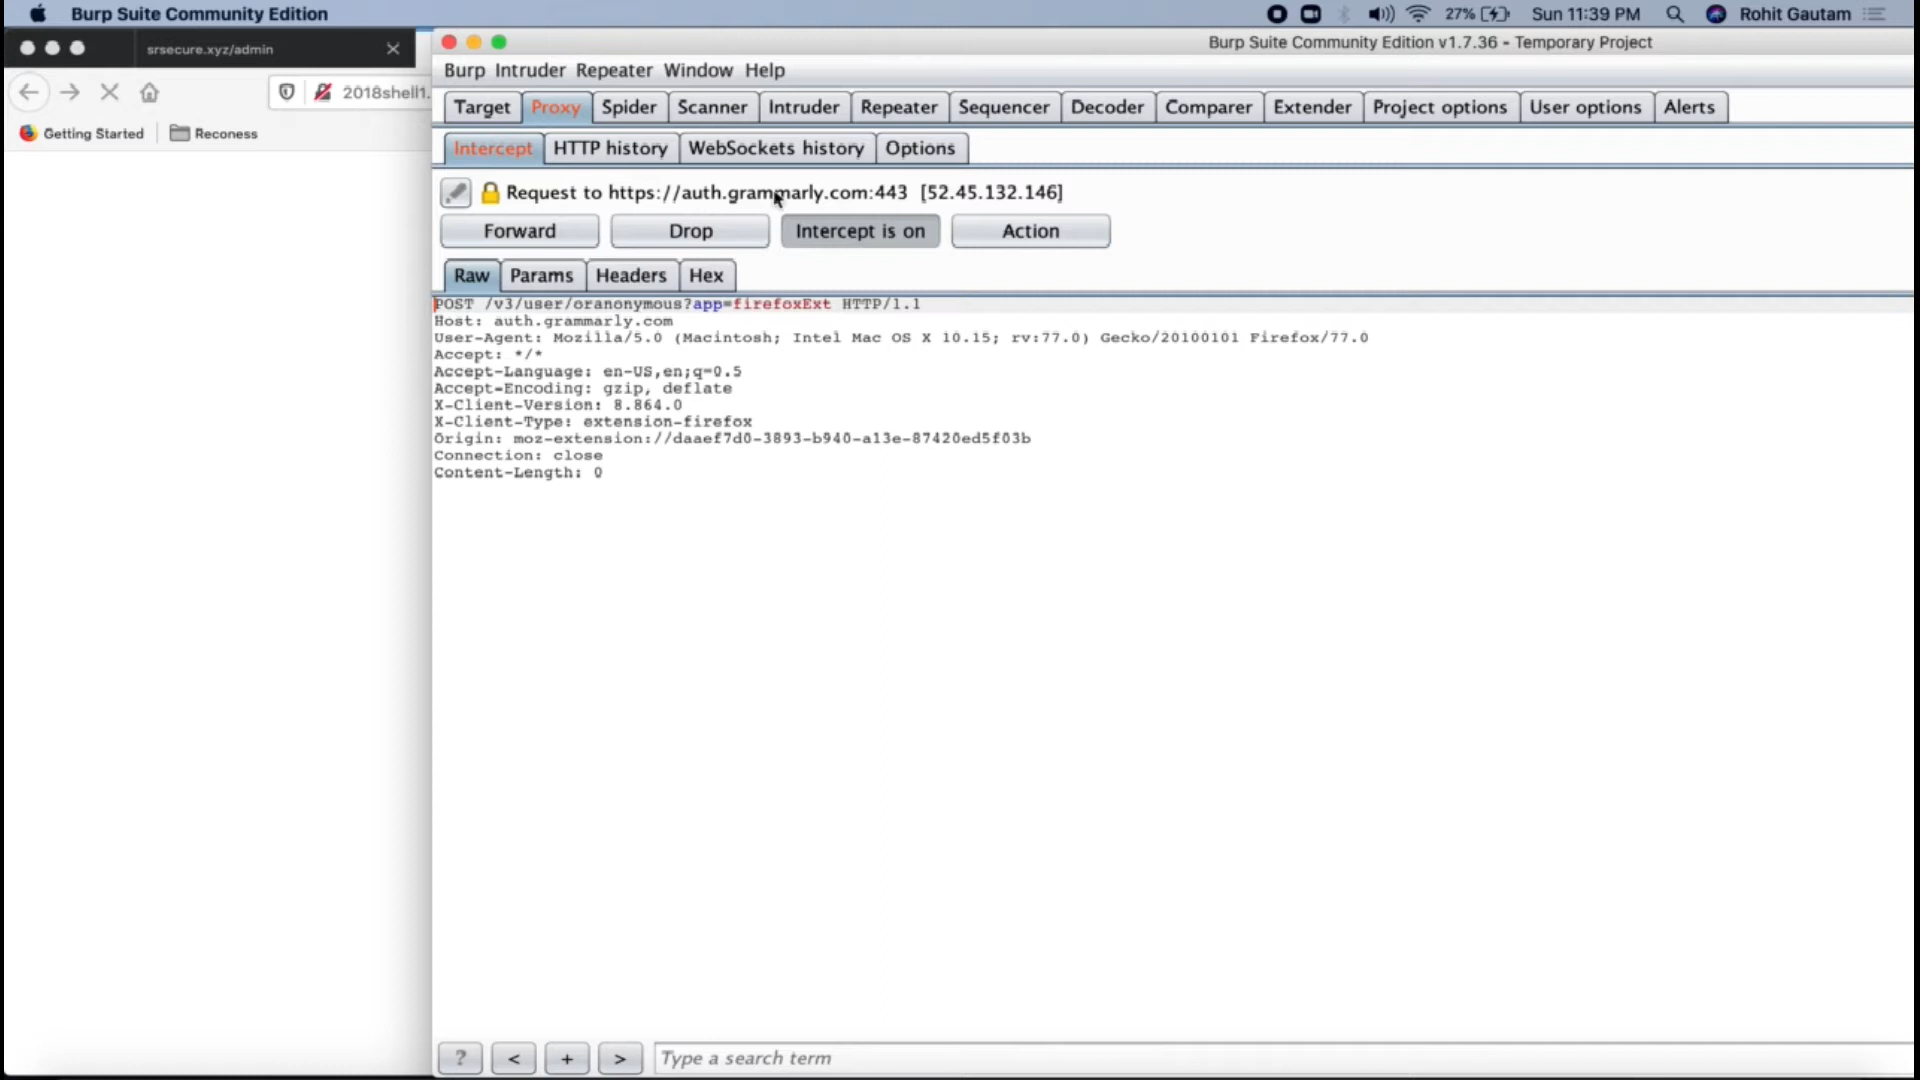 Burp Suite Community Edition
27%
Sun 11:39 PM
Rohit Gautam
srsecure.xyz/admin
2018shell1.
Getting Started
Reconess
Burp Suite Community Edition v1.7.36 - Temporary Project
Burp Intruder Repeater Window Help
Target Proxy Spider Scanner Intruder Repeater Sequencer Decoder Comparer Extender Project options User options Alerts
Intercept HTTP history WebSockets history Options
Request to https://auth.grammarly.com:443 [52.45.132.146]
Forward Drop Intercept is on Action
Raw Params Headers Hex
POST /v3/user/oranonymous?app=firefoxExt HTTP/1.1
Host: auth.grammarly.com
User-Agent: Mozilla/5.0 (Macintosh; Intel Mac OS X 10.15; rv:77.0) Gecko/20100101 Firefox/77.0
Accept: */*
Accept-Language: en-US,en;q=0.5
Accept-Encoding: gzip, deflate
X-Client-Version: 8.864.0
X-Client-Type: extension-firefox
Origin: moz-extension://daaef7d0-3893-b940-a13e-87420ed5f03b
Connection: close
Content-Length: 0
? < + > Type a search term